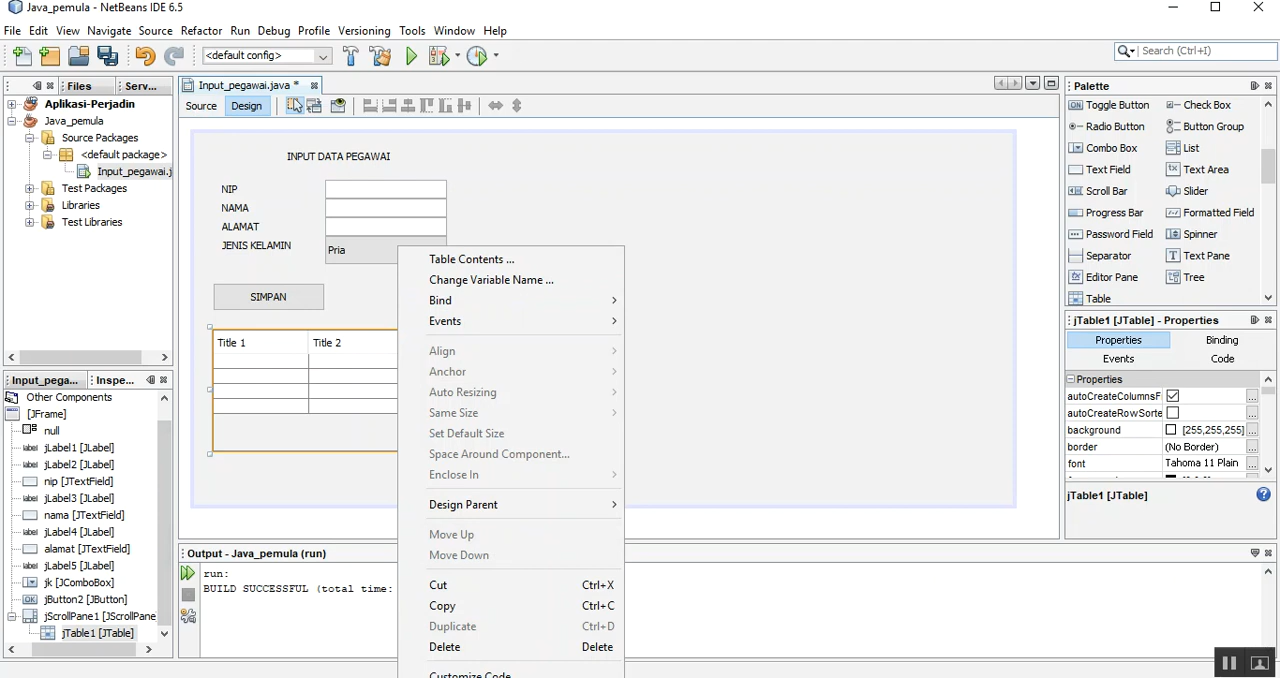 Java_pemula - NetBeans IDE 6.5
File Edit View Navigate Source Refactor Run Debug Profile Versioning Tools Window Help
<default config>
Search (Ctrl+I)
Files Serv...
Aplikasi-Perjadin
Java_pemula
Source Packages
<default package>
Input_pegawai.j
Test Packages
Libraries
Test Libraries
Input_pegawai.java *
Source Design
INPUT DATA PEGAWAI
NIP
NAMA
ALAMAT
JENIS KELAMIN
Pria
SIMPAN
Title 1 Title 2
Table Contents ...
Change Variable Name ...
Bind
Events
Align
Anchor
Auto Resizing
Same Size
Set Default Size
Space Around Component...
Enclose In
Design Parent
Move Up
Move Down
Cut Ctrl+X
Copy Ctrl+C
Duplicate Ctrl+D
Delete Delete
Customize Code
Palette
Toggle Button Check Box
Radio Button Button Group
Combo Box List
Text Field Text Area
Scroll Bar Slider
Progress Bar Formatted Field
Password Field Spinner
Separator Text Pane
Editor Pane Tree
Table
jTable1 [JTable] - Properties
Properties Binding
Events Code
Properties
autoCreateColumnsF
autoCreateRowSorte
background [255,255,255]
border (No Border)
font Tahoma 11 Plain
jTable1 [JTable]
Input_pega... Inspe...
Other Components
[JFrame]
null
jLabel1 [JLabel]
jLabel2 [JLabel]
nip [JTextField]
jLabel3 [JLabel]
nama [JTextField]
jLabel4 [JLabel]
alamat [JTextField]
jLabel5 [JLabel]
jk [JComboBox]
jButton2 [JButton]
jScrollPane1 [JScrollPane
jTable1 [JTable]
Output - Java_pemula (run)
run:
BUILD SUCCESSFUL (total time: